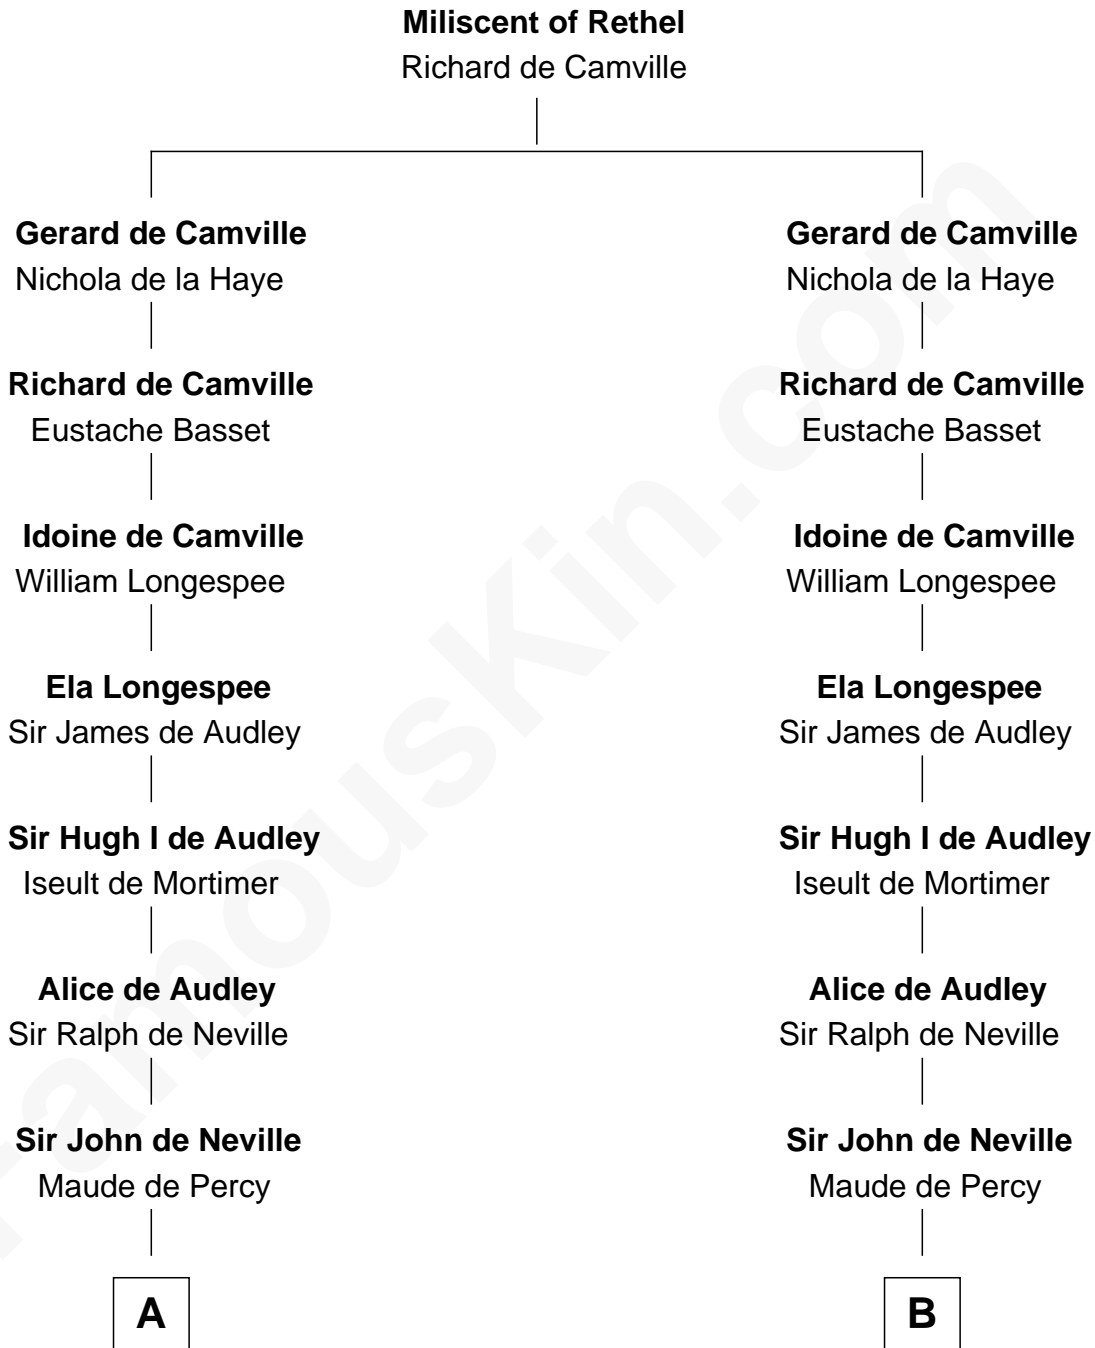 Miliscent of Rethel
Richard de Camville
Gerard de Camville
Nichola de la Haye
Richard de Camville
Eustache Basset
Idoine de Camville
William Longespee
Ela Longespee
Sir James de Audley
Sir Hugh I de Audley
Iseult de Mortimer
Alice de Audley
Sir Ralph de Neville
Sir John de Neville
Maude de Percy
A
Gerard de Camville
Nichola de la Haye
Richard de Camville
Eustache Basset
Idoine de Camville
William Longespee
Ela Longespee
Sir James de Audley
Sir Hugh I de Audley
Iseult de Mortimer
Alice de Audley
Sir Ralph de Neville
Sir John de Neville
Maude de Percy
B
FamousKin.com